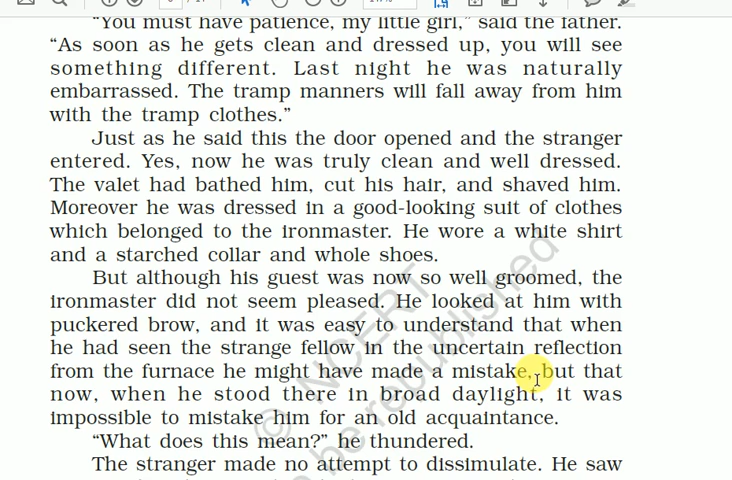 “You must have patience, my little girl,” said the father.
“As soon as he gets clean and dressed up, you will see
something different. Last night he was naturally
embarrassed. The tramp manners will fall away from him
with the tramp clothes.”
Just as he said this the door opened and the stranger
entered. Yes, now he was truly clean and well dressed.
The valet had bathed him, cut his hair, and shaved him.
Moreover he was dressed in a good-looking suit of clothes
which belonged to the ironmaster. He wore a white shirt
and a starched collar and whole shoes.
But although his guest was now so well groomed, the
ironmaster did not seem pleased. He looked at him with
puckered brow, and it was easy to understand that when
he had seen the strange fellow in the uncertain reflection
from the furnace he might have made a mistake, but that
now, when he stood there in broad daylight, it was
impossible to mistake him for an old acquaintance.
“What does this mean?” he thundered.
The stranger made no attempt to dissimulate. He saw
© NCERT
be republished